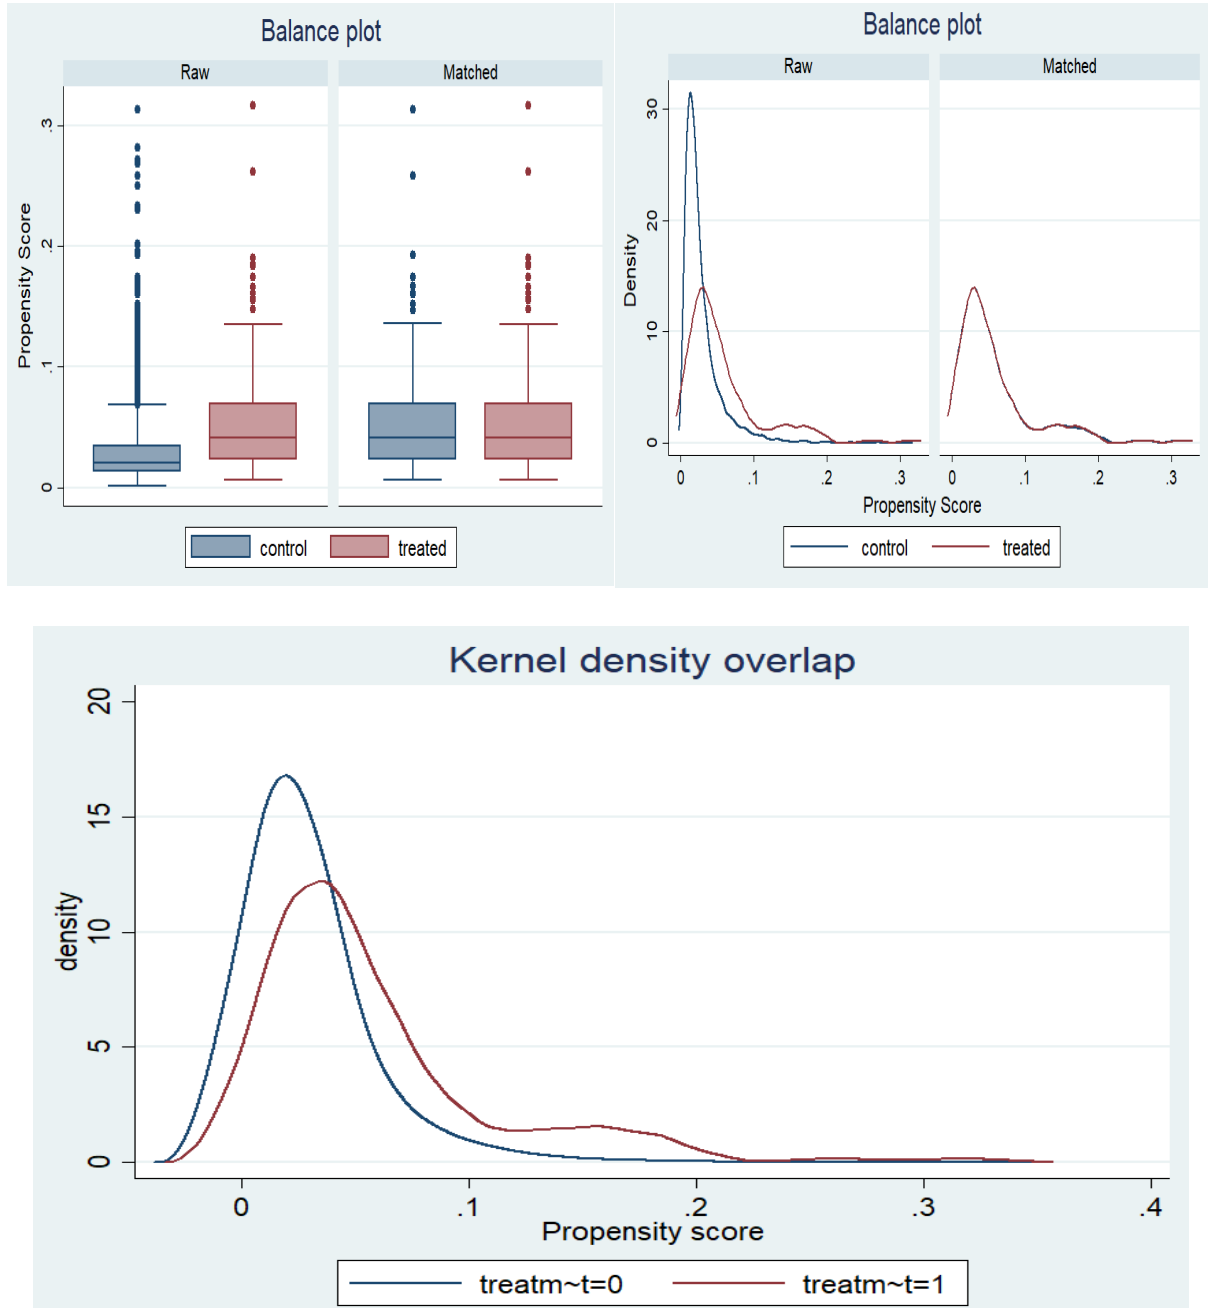 Balance plot
Raw
Matched
.3
.2
.1
0
Propensity Score
control
treated
Balance plot
Raw
Matched
30
20
10
0
Density
0
.1
.2
.3
0
.1
.2
.3
Propensity Score
control
treated
Kernel density overlap
20
15
10
5
0
density
0
.1
.2
.3
.4
Propensity score
treatm~t=0
treatm~t=1